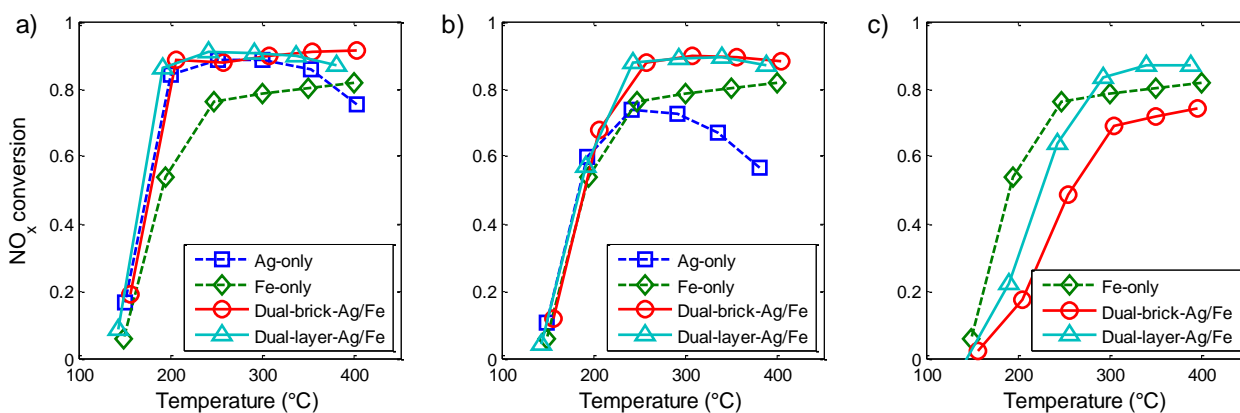 a)
NOx conversion
1
0.8
0.6
0.4
0.2
0
100 200 300 400
Temperature (°C)
Ag-only
Fe-only
Dual-brick-Ag/Fe
Dual-layer-Ag/Fe
b)
1
0.8
0.6
0.4
0.2
0
100 200 300 400
Temperature (°C)
Ag-only
Fe-only
Dual-brick-Ag/Fe
Dual-layer-Ag/Fe
c)
1
0.8
0.6
0.4
0.2
0
100 200 300 400
Temperature (°C)
Fe-only
Dual-brick-Ag/Fe
Dual-layer-Ag/Fe